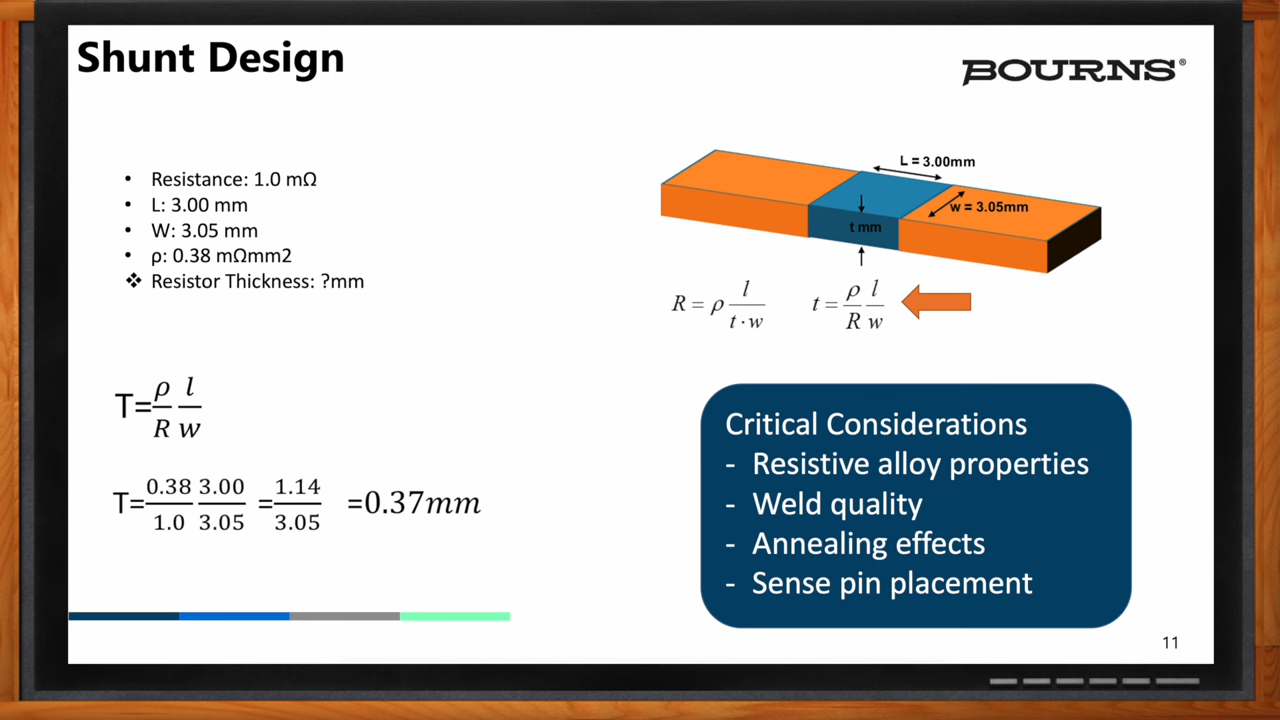 Shunt Design
BOURNS®
• Resistance: 1.0 mΩ
• L: 3.00 mm
• W: 3.05 mm
• ρ: 0.38 mΩmm2
❖ Resistor Thickness: ?mm
L = 3.00mm
w = 3.05mm
t mm
R = ρ l / t · w
t = ρ/R l/w
T=ρ/R l/w
T=0.38/1.0 3.00/3.05 =1.14/3.05 =0.37mm
Critical Considerations
- Resistive alloy properties
- Weld quality
- Annealing effects
- Sense pin placement
11